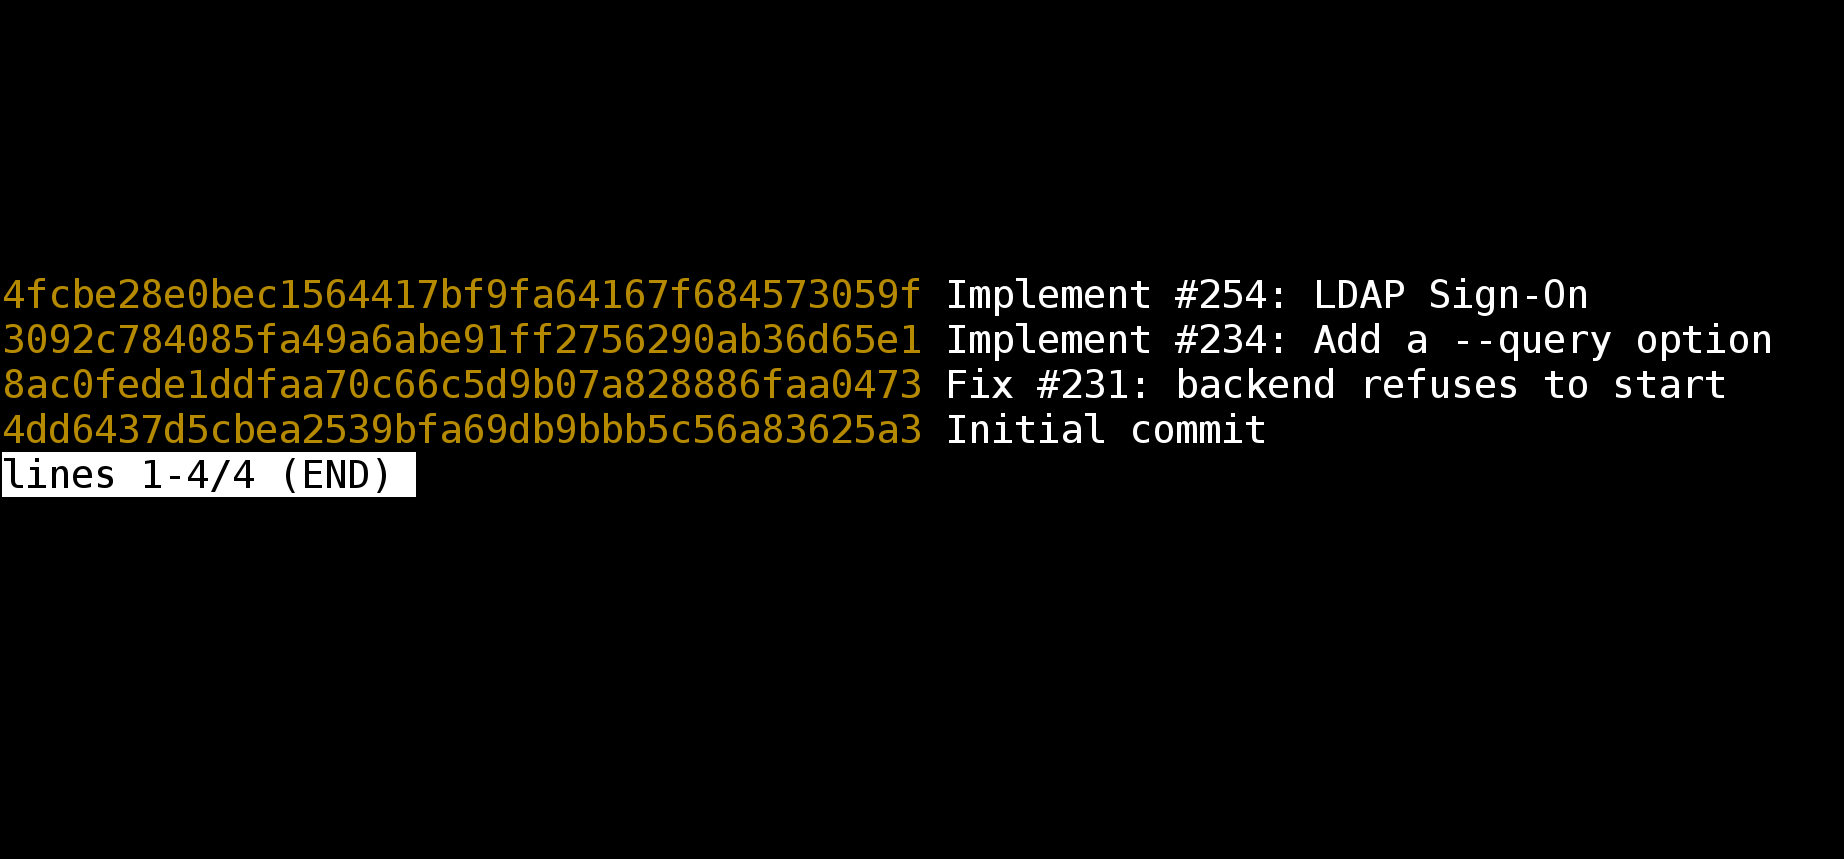 4fcbe28e0bec1564417bf9fa64167f684573059f Implement #254: LDAP Sign-On
3092c784085fa49a6abe91ff2756290ab36d65e1 Implement #234: Add a --query option
8ac0fede1ddfaa70c66c5d9b07a828886faa0473 Fix #231: backend refuses to start
4dd6437d5cbea2539bfa69db9bbb5c56a83625a3 Initial commit
lines 1-4/4 (END)